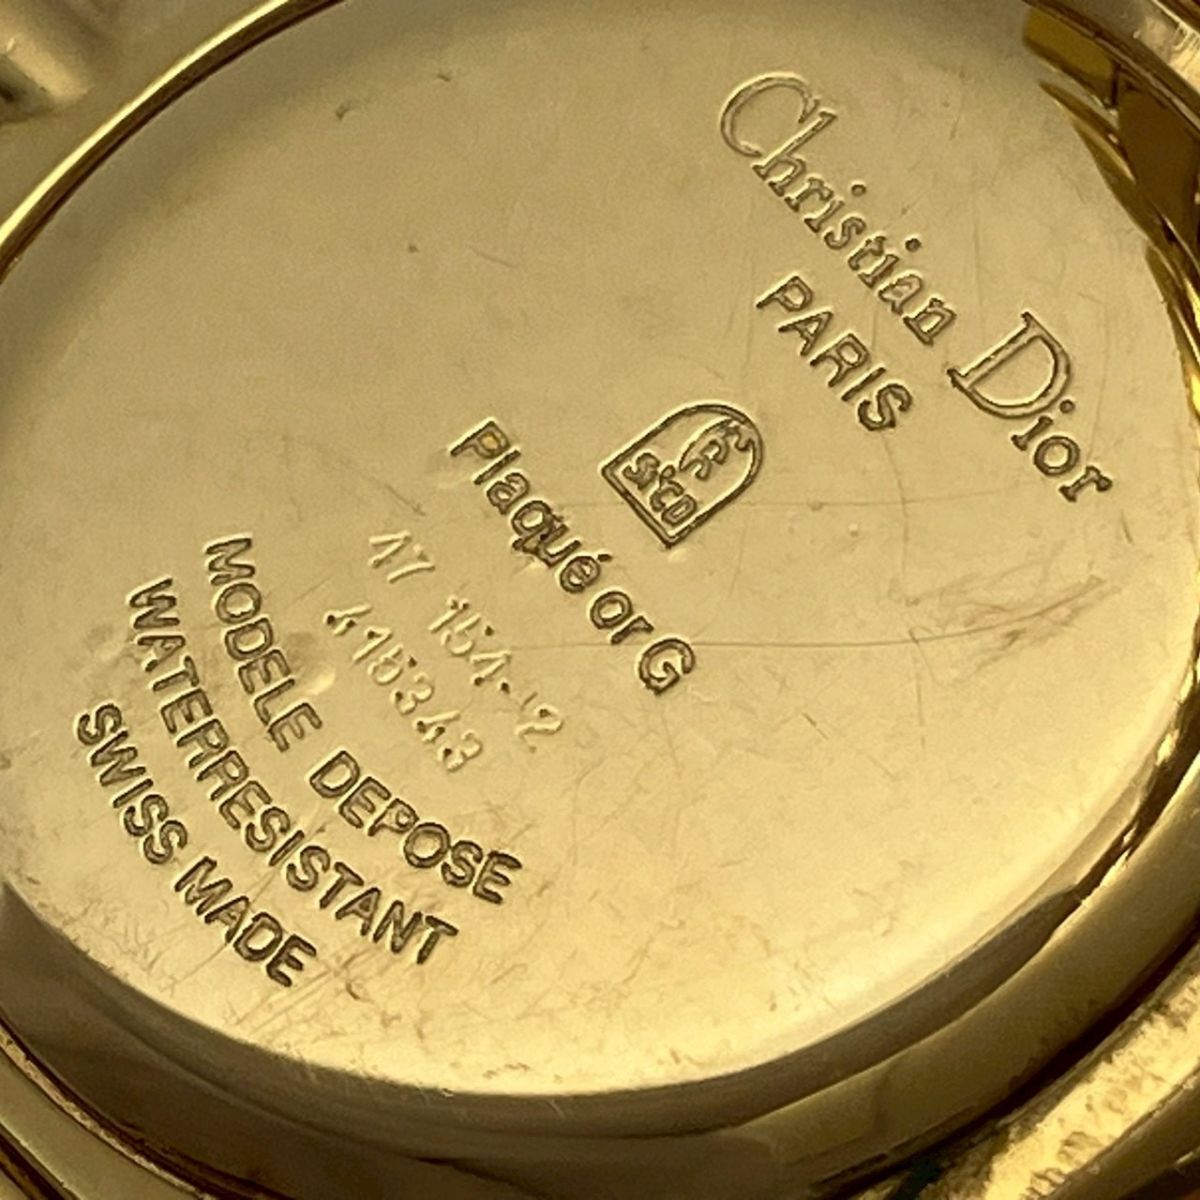 Christian Dior
PARIS
Plaqué or G
47 154-2
415343
MODELE DEPOSE
WATERRESISTANT
SWISS MADE